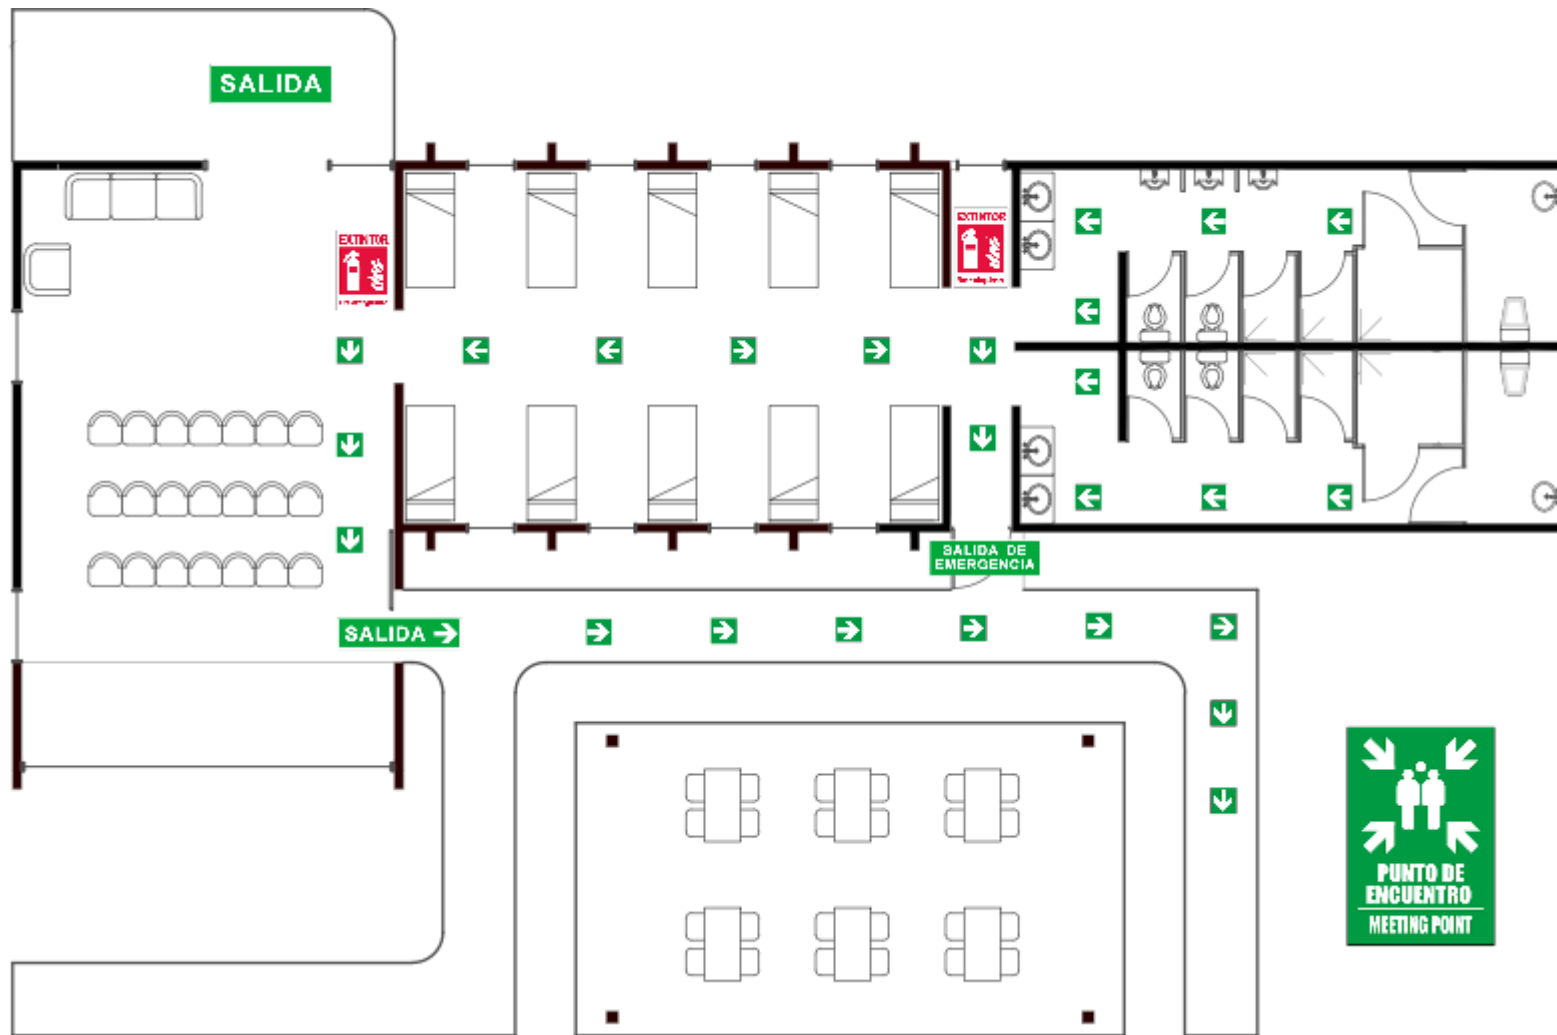 SALIDA
EXTINTOR
EXTINTOR
SALIDA DE
EMERGENCIA
SALIDA
PUNTO DE
ENCUENTRO
MEETING POINT